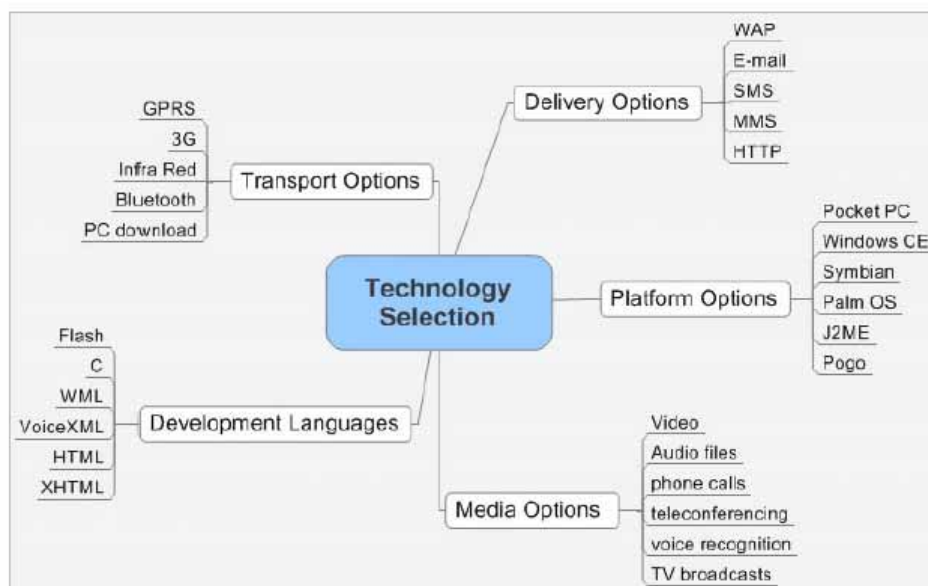 Technology
Selection
Delivery Options
WAP
E-mail
SMS
MMS
HTTP
Platform Options
Pocket PC
Windows CE
Symbian
Palm OS
J2ME
Pogo
Media Options
Video
Audio files
phone calls
teleconferencing
voice recognition
TV broadcasts
Development Languages
Flash
C
WML
VoiceXML
HTML
XHTML
Transport Options
GPRS
3G
Infra Red
Bluetooth
PC download